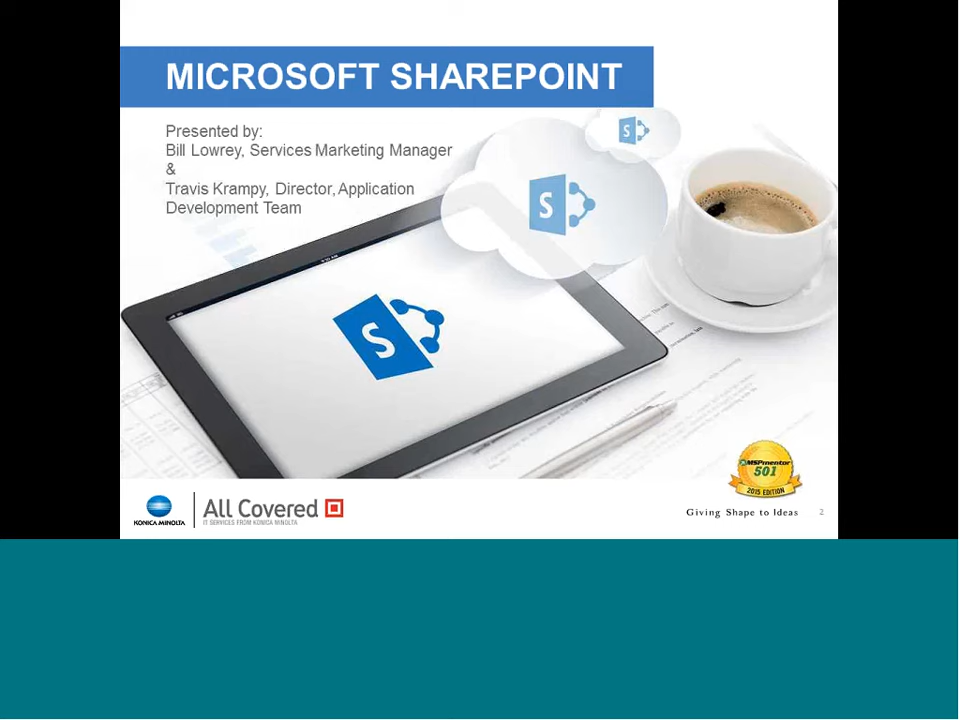 MICROSOFT SHAREPOINT
Presented by:
Bill Lowrey, Services Marketing Manager
&
Travis Krampy, Director, Application
Development Team
S
S
S
KONICA MINOLTA
All Covered
IT SERVICES FROM KONICA MINOLTA
MSPmentor
501
2015 EDITION
Giving Shape to Ideas
2